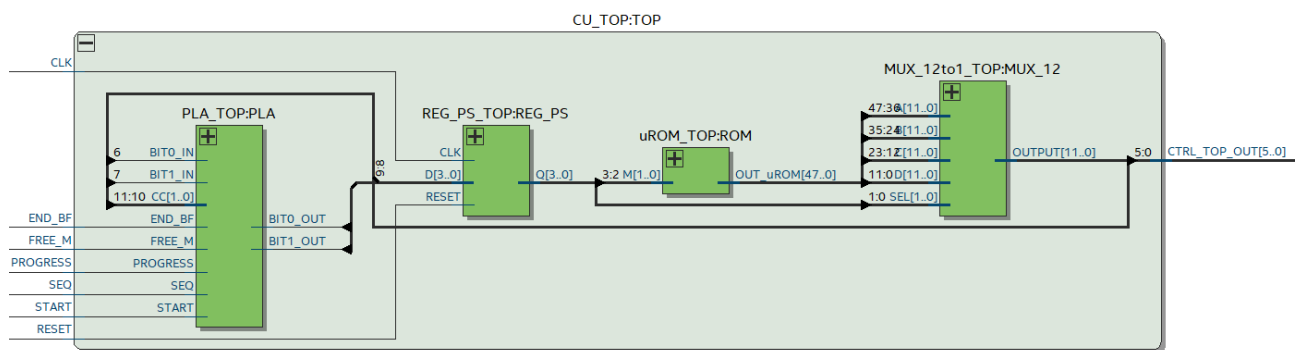 CU_TOP:TOP
CLK
PLA_TOP:PLA
6 BIT0_IN
7 BIT1_IN
11:10 CC[1..0]
END_BF END_BF BIT0_OUT
FREE_M FREE_M BIT1_OUT
PROGRESS PROGRESS
SEQ SEQ
START START
RESET
9:8
REG_PS_TOP:REG_PS
CLK
D[3..0] Q[3..0]
RESET
uROM_TOP:ROM
3:2 M[1..0] OUT_uROM[47..0]
MUX_12to1_TOP:MUX_12
47:36 A[11..0]
35:24 B[11..0]
23:12 C[11..0] OUTPUT[11..0]
11:0 D[11..0]
1:0 SEL[1..0]
5:0 CTRL_TOP_OUT[5..0]